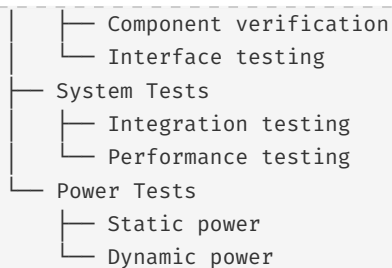 │   ├── Component verification
│   └── Interface testing
├── System Tests
│   ├── Integration testing
│   └── Performance testing
└── Power Tests
    ├── Static power
    └── Dynamic power